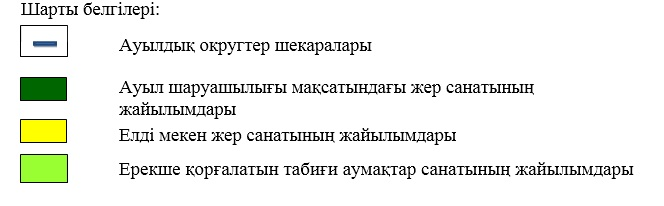 Шарты белгілері:
Ауылдық округтер шекаралары
Ауыл шаруашылығы мақсатындағы жер санатының
жайылымдары
Елді мекен жер санатының жайылымдары
Ерекше қорғалатын табиғи аумақтар санатының жайылымдары